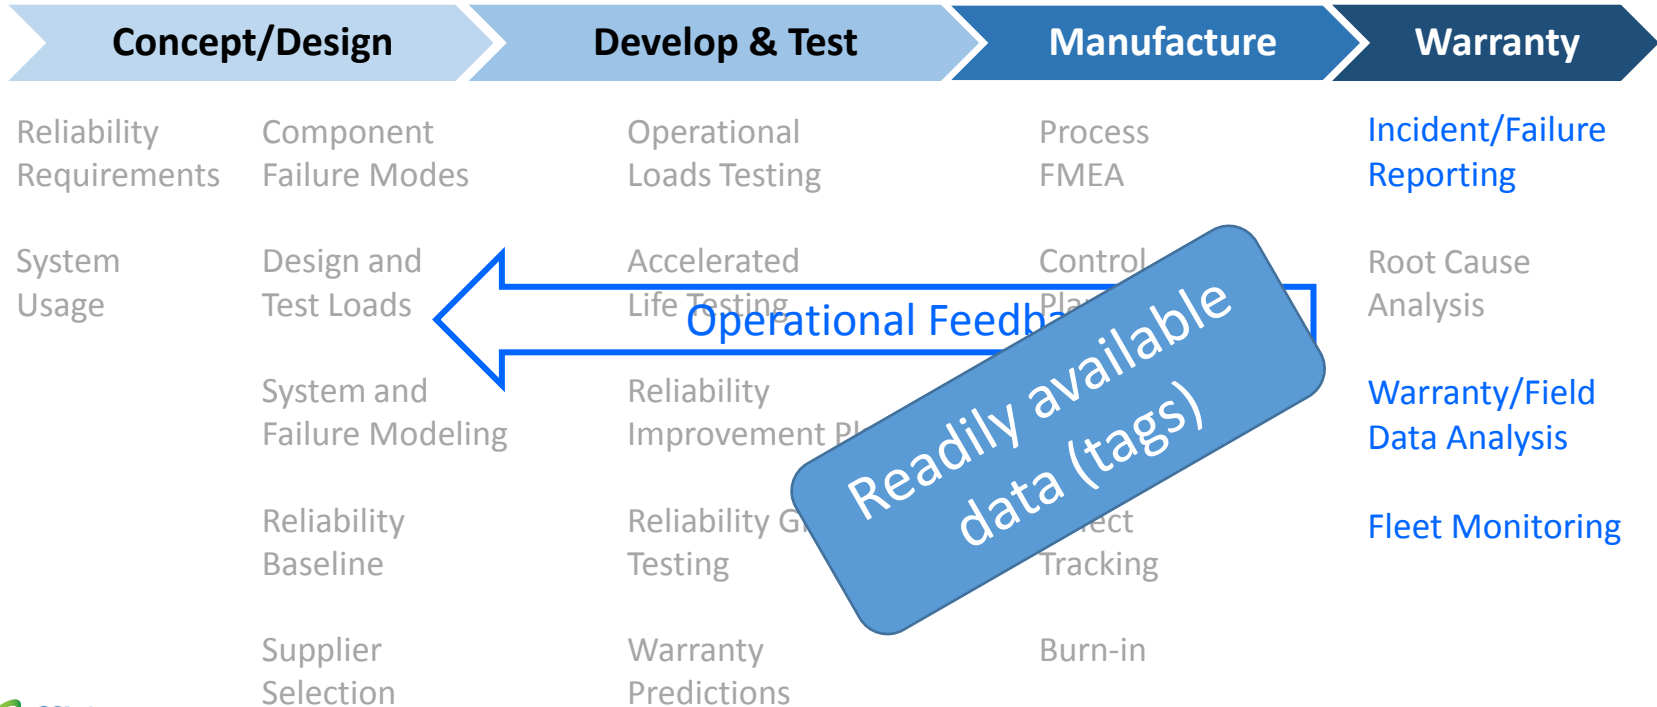 Concept/Design
Develop & Test
Manufacture
Warranty
Reliability
Requirements
System
Usage
Component
Failure Modes
Design and
Test Loads
System and
Failure Modeling
Reliability
Baseline
Supplier
Selection
Operational
Loads Testing
Accelerated
Life Testing
Reliability
Improvement
Reliability
Testing
Warranty
Predictions
Process
FMEA
Control
Tracking
Burn-in
Incident/Failure
Reporting
Root Cause
Analysis
Warranty/Field
Data Analysis
Fleet Monitoring
Operational
Readily available
data (tags)